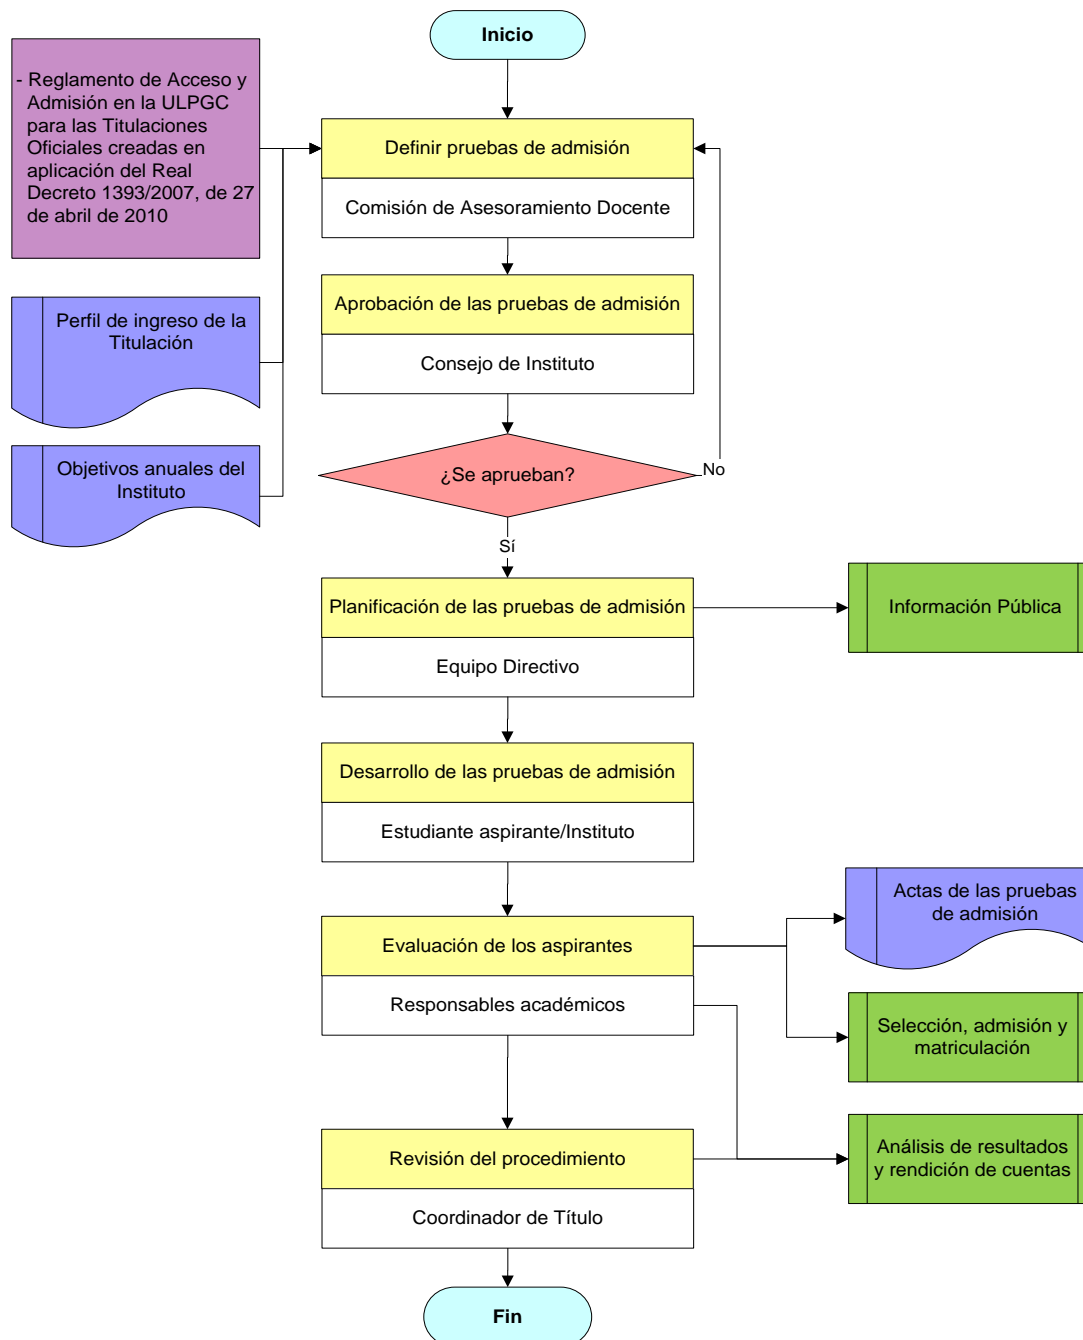 Inicio
- Reglamento de Acceso y
Admisión en la ULPGC
para las Titulaciones
Oficiales creadas en
aplicación del Real
Decreto 1393/2007, de 27
de abril de 2010
Definir pruebas de admisión
Comisión de Asesoramiento Docente
Perfil de ingreso de la
Titulación
Aprobación de las pruebas de admisión
Consejo de Instituto
Objetivos anuales del
Instituto
¿Se aprueban?
No
Sí
Planificación de las pruebas de admisión
Equipo Directivo
Información Pública
Desarrollo de las pruebas de admisión
Estudiante aspirante/Instituto
Evaluación de los aspirantes
Responsables académicos
Actas de las pruebas
de admisión
Selección, admisión y
matriculación
Revisión del procedimiento
Coordinador de Título
Análisis de resultados
y rendición de cuentas
Fin